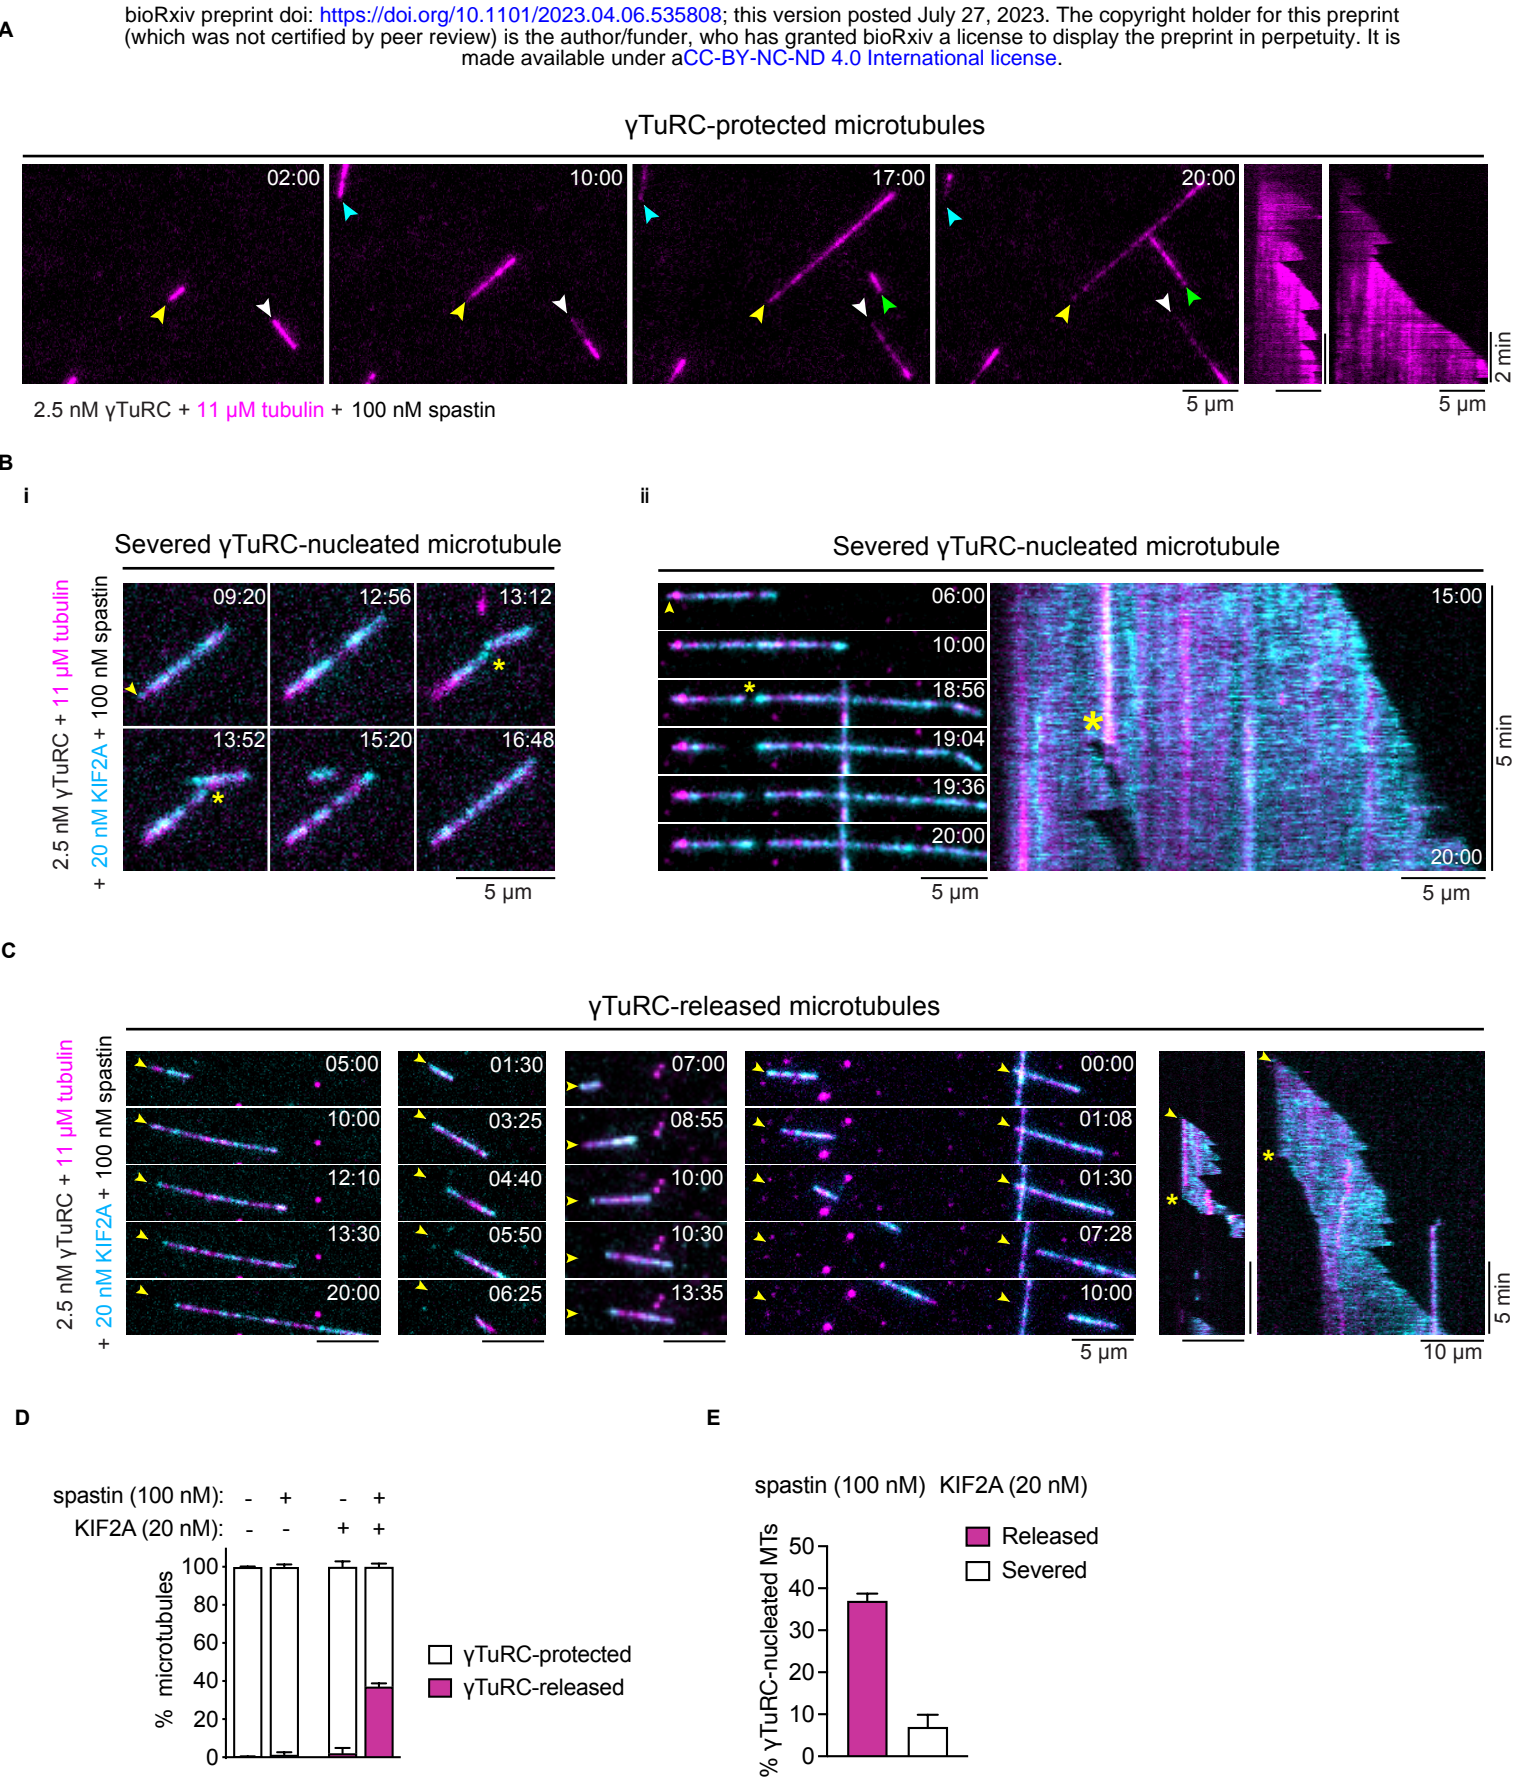 bioRxiv preprint doi: https://doi.org/10.1101/2023.04.06.535808; this version posted July 27, 2023. The copyright holder for this preprint
(which was not certified by peer review) is the author/funder, who has granted bioRxiv a license to display the preprint in perpetuity. It is
made available under aCC-BY-NC-ND 4.0 International license.
A
γTuRC-protected microtubules
02:00
10:00
17:00
20:00
2 min
5 µm
5 µm
2.5 nM γTuRC + 11 µM tubulin + 100 nM spastin
B
i
ii
Severed γTuRC-nucleated microtubule
Severed γTuRC-nucleated microtubule
2.5 nM γTuRC + 11 µM tubulin
+ 20 nM KIF2A + 100 nM spastin
09:20
12:56
13:12
*
13:52
15:20
16:48
*
5 µm
06:00
10:00
18:56
*
19:04
19:36
20:00
5 µm
15:00
*
20:00
5 min
5 µm
C
γTuRC-released microtubules
2.5 nM γTuRC + 11 µM tubulin
+ 20 nM KIF2A + 100 nM spastin
05:00
10:00
12:10
13:30
20:00
01:30
03:25
04:40
05:50
06:25
07:00
08:55
10:00
10:30
13:35
00:00
01:08
01:30
07:28
10:00
5 µm
*
*
5 min
10 µm
D
spastin (100 nM): - + - +
KIF2A (20 nM): - - + +
% microtubules
100
80
60
40
20
0
γTuRC-protected
γTuRC-released
E
spastin (100 nM) KIF2A (20 nM)
% γTuRC-nucleated MTs
50
40
30
20
10
0
Released
Severed